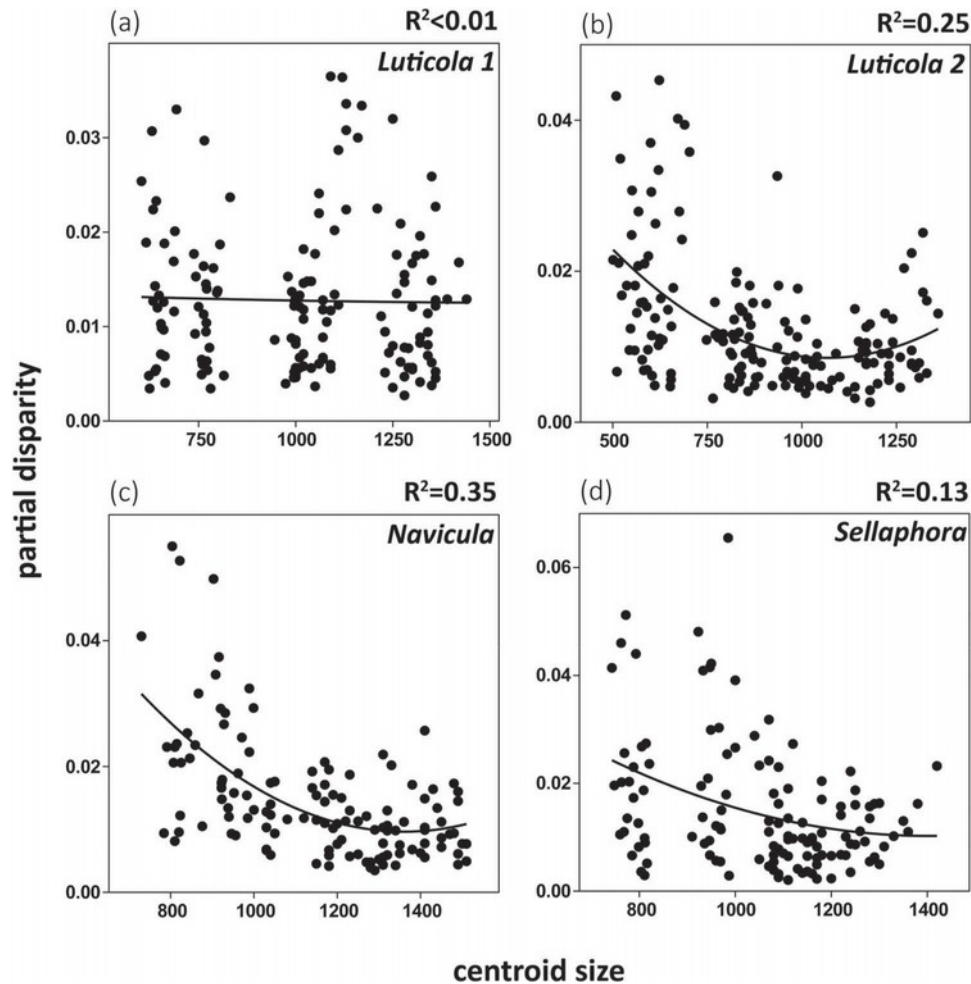 (a) R²<0.01
Luticola 1
0.03
0.02
0.01
0.00
750 1000 1250 1500
(b) R²=0.25
Luticola 2
0.04
0.02
0.00
500 750 1000 1250
(c) R²=0.35
Navicula
0.04
0.02
0.00
800 1000 1200 1400
(d) R²=0.13
Sellaphora
0.06
0.04
0.02
0.00
800 1000 1200 1400
partial disparity
centroid size